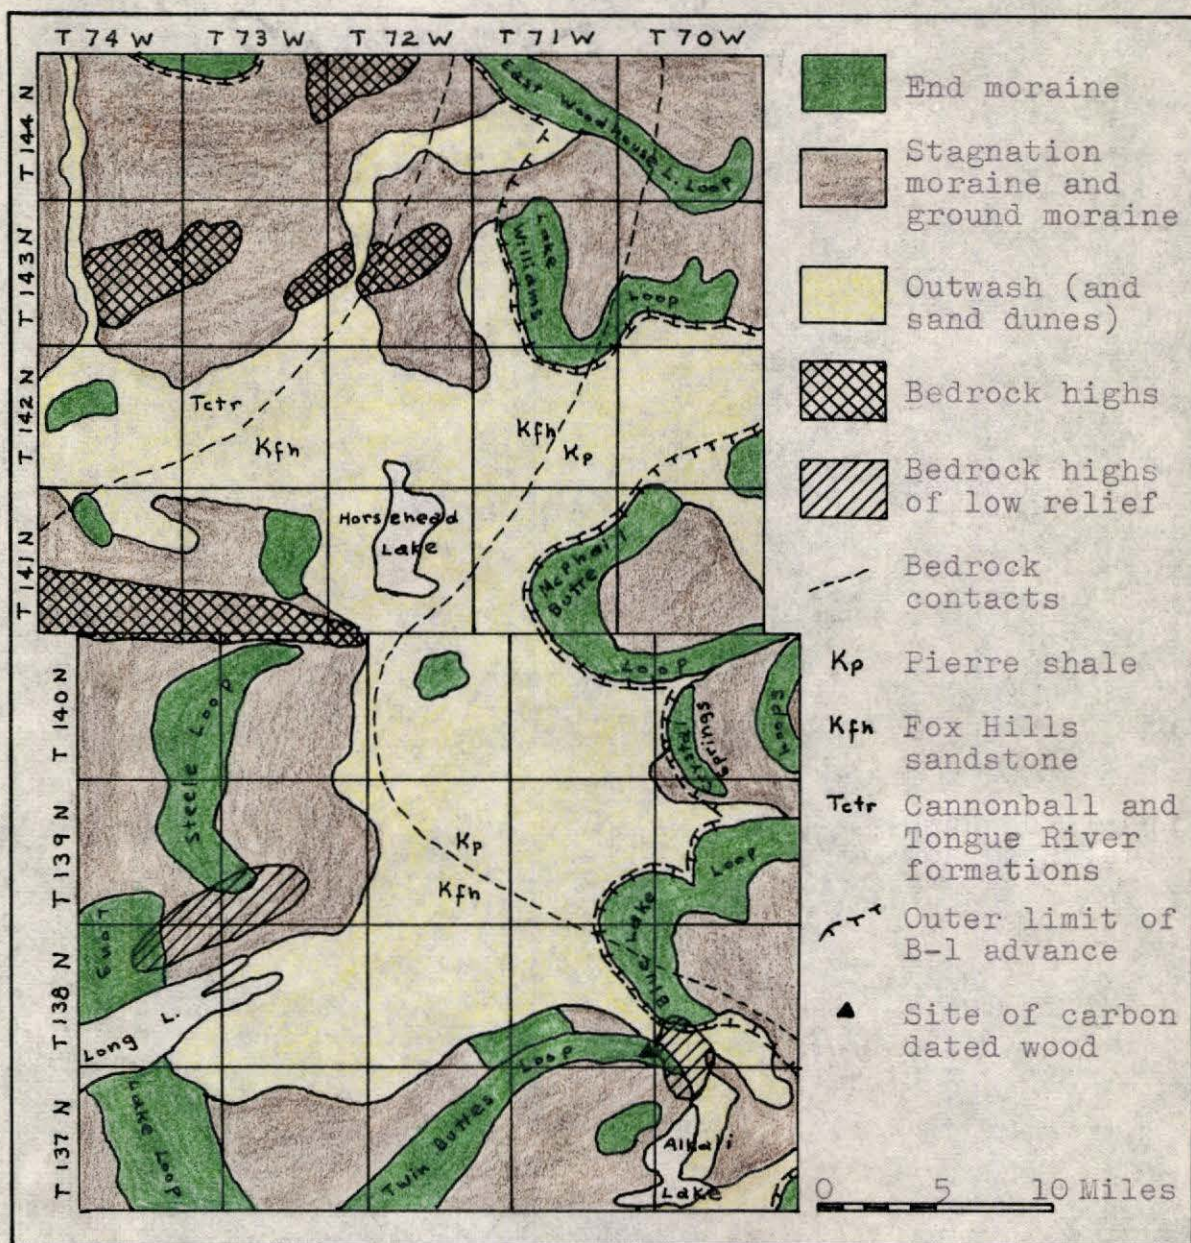 T 74 W T 73 W T 72 W T 71 W T 70 W
T 144 N
T 143 N
T 142 N
T 141 N
T 140 N
T 139 N
T 138 N
T 137 N
East Woodhouse L. Loop
Lake
Williams
Loop
Tctr
Kfh
Kfh
Kp
Horsehead
Lake
McPhail
Butte
Loop
Steele Loop
Crystal
Springs
Loops
Kp
Kfh
Loop
Blue Lake
Long L.
Loop
Twin Buttes
Lake
Loop
Alkali
Lake
End moraine
Stagnation
moraine and
ground moraine
Outwash (and
sand dunes)
Bedrock highs
Bedrock highs
of low relief
Bedrock
contacts
Kp Pierre shale
Kfh Fox Hills
sandstone
Tctr Cannonball and
Tongue River
formations
Outer limit of
B-1 advance
Site of carbon
dated wood
0 5 10 Miles